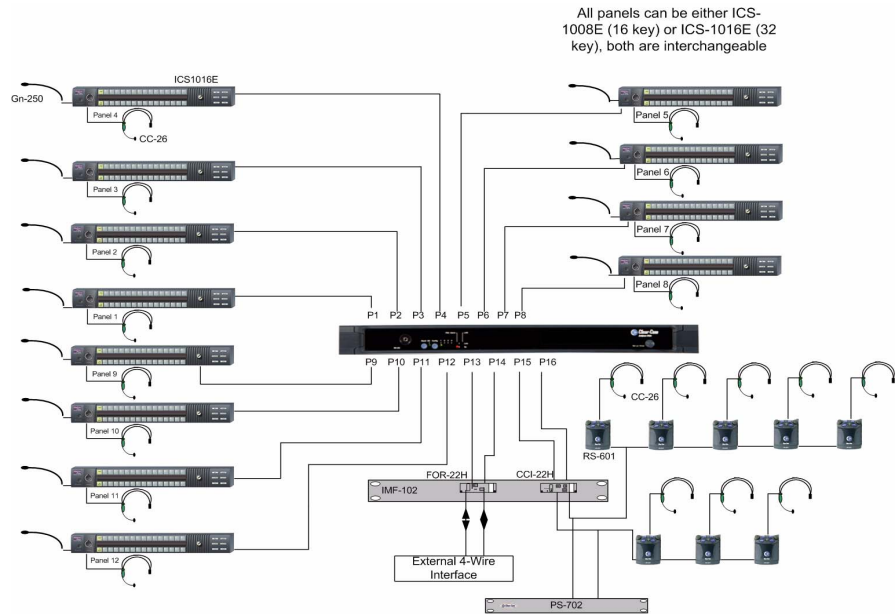 All panels can be either ICS-
1008E (16 key) or ICS-1016E (32
key), both are interchangeable
ICS1016E
Gn-250
Panel 4
CC-26
Panel 5
Panel 3
Panel 6
Panel 2
Panel 7
Panel 1
Panel 8
P1 P2 P3 P4 P5 P6 P7 P8
Clear-Com
Panel 9
P9 P10 P11 P12 P13 P14 P15 P16
CC-26
Panel 10
RS-601
Panel 11
FOR-22H
CCI-22H
IMF-102
Panel 12
External 4-Wire
Interface
PS-702